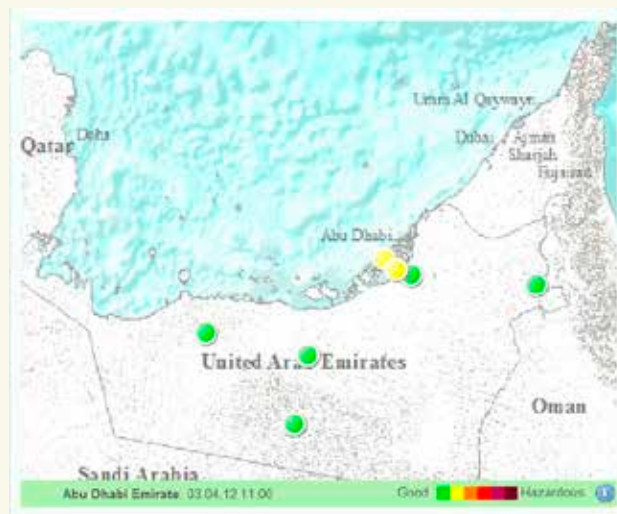 Umm Al Qaywayn
Qatar Doha
Dubai Ajman
Sharjah
Fujairah
Abu Dhabi
United Arab Emirates
Oman
Saudi Arabia
Abu Dhabi Emirate 03.04.12 11:00 Good Hazardous